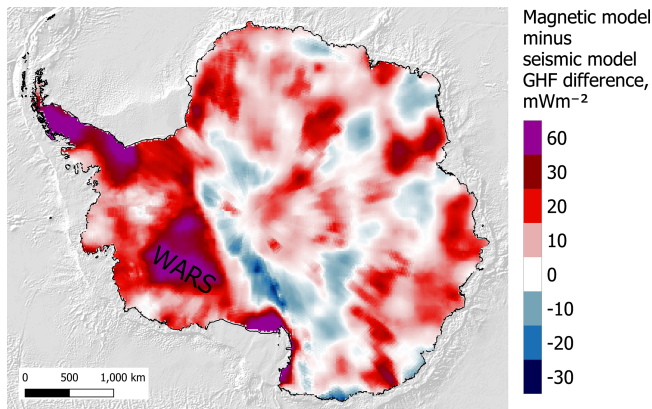 Magnetic model
minus
seismic model
GHF difference,
mWm⁻²
60
30
20
10
0
-10
-20
-30
WARS
0 500 1,000 km